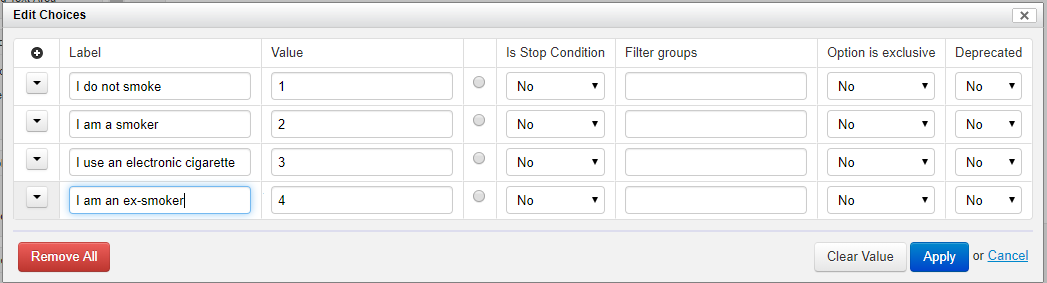 Edit Choices
Label Value Is Stop Condition Filter groups Option is exclusive Deprecated
I do not smoke 1 No No No
I am a smoker 2 No No No
I use an electronic cigarette 3 No No No
I am an ex-smoker 4 No No No
Remove All Clear Value Apply or Cancel